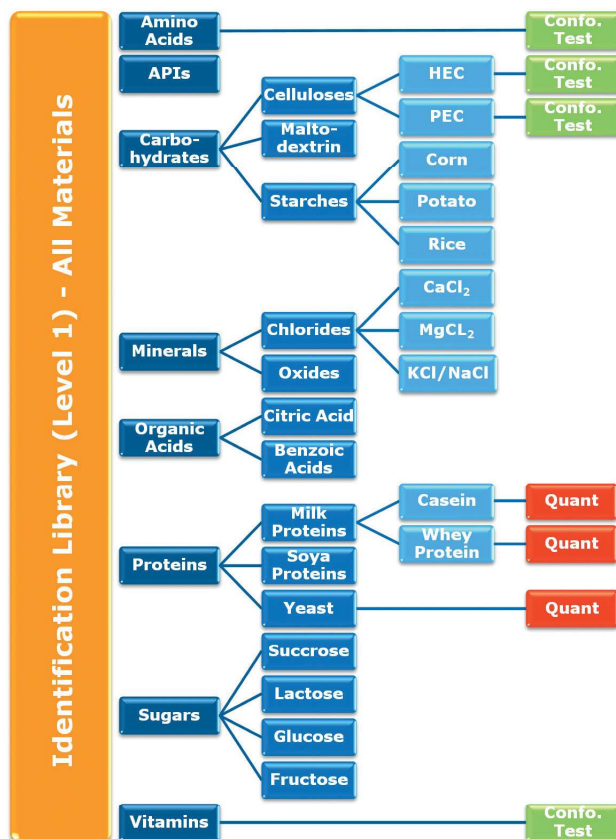 Identification Library (Level 1) - All Materials
Amino
Acids
Confo.
Test
APIs
Carbo-
hydrates
Celluloses
HEC
Confo.
Test
PEC
Confo.
Test
Malto-
dextrin
Starches
Corn
Potato
Rice
Minerals
Chlorides
CaCl₂
MgCL₂
KCl/NaCl
Oxides
Organic
Acids
Citric Acid
Benzoic
Acids
Proteins
Milk
Proteins
Casein
Quant
Whey
Protein
Quant
Soya
Proteins
Yeast
Quant
Sugars
Succrose
Lactose
Glucose
Fructose
Vitamins
Confo.
Test